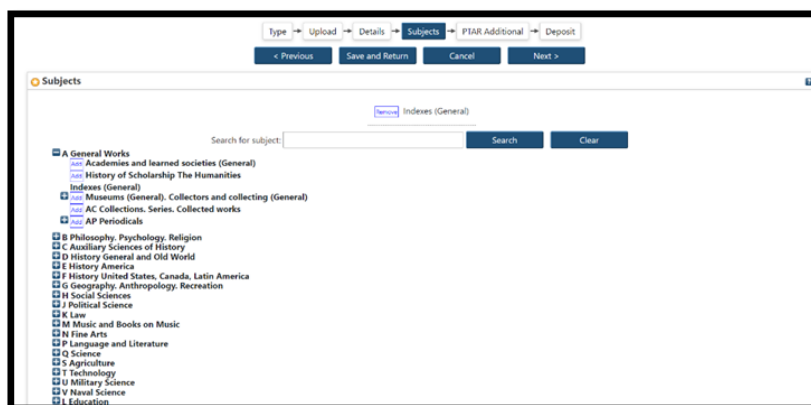 Type → Upload → Details → Subjects → PTAR Additional → Deposit
< Previous Save and Return Cancel Next >
Subjects
Remove Indexes (General)
Search for subject: Search Clear
A General Works
Add Academies and learned societies (General)
Add History of Scholarship The Humanities
Indexes (General)
Add Museums (General). Collectors and collecting (General)
Add AC Collections. Series. Collected works
Add AP Periodicals
B Philosophy. Psychology. Religion
C Auxiliary Sciences of History
D History General and Old World
E History America
F History United States, Canada, Latin America
G Geography. Anthropology. Recreation
H Social Sciences
J Political Science
K Law
M Music and Books on Music
N Fine Arts
P Language and Literature
Q Science
S Agriculture
T Technology
U Military Science
V Naval Science
L Education